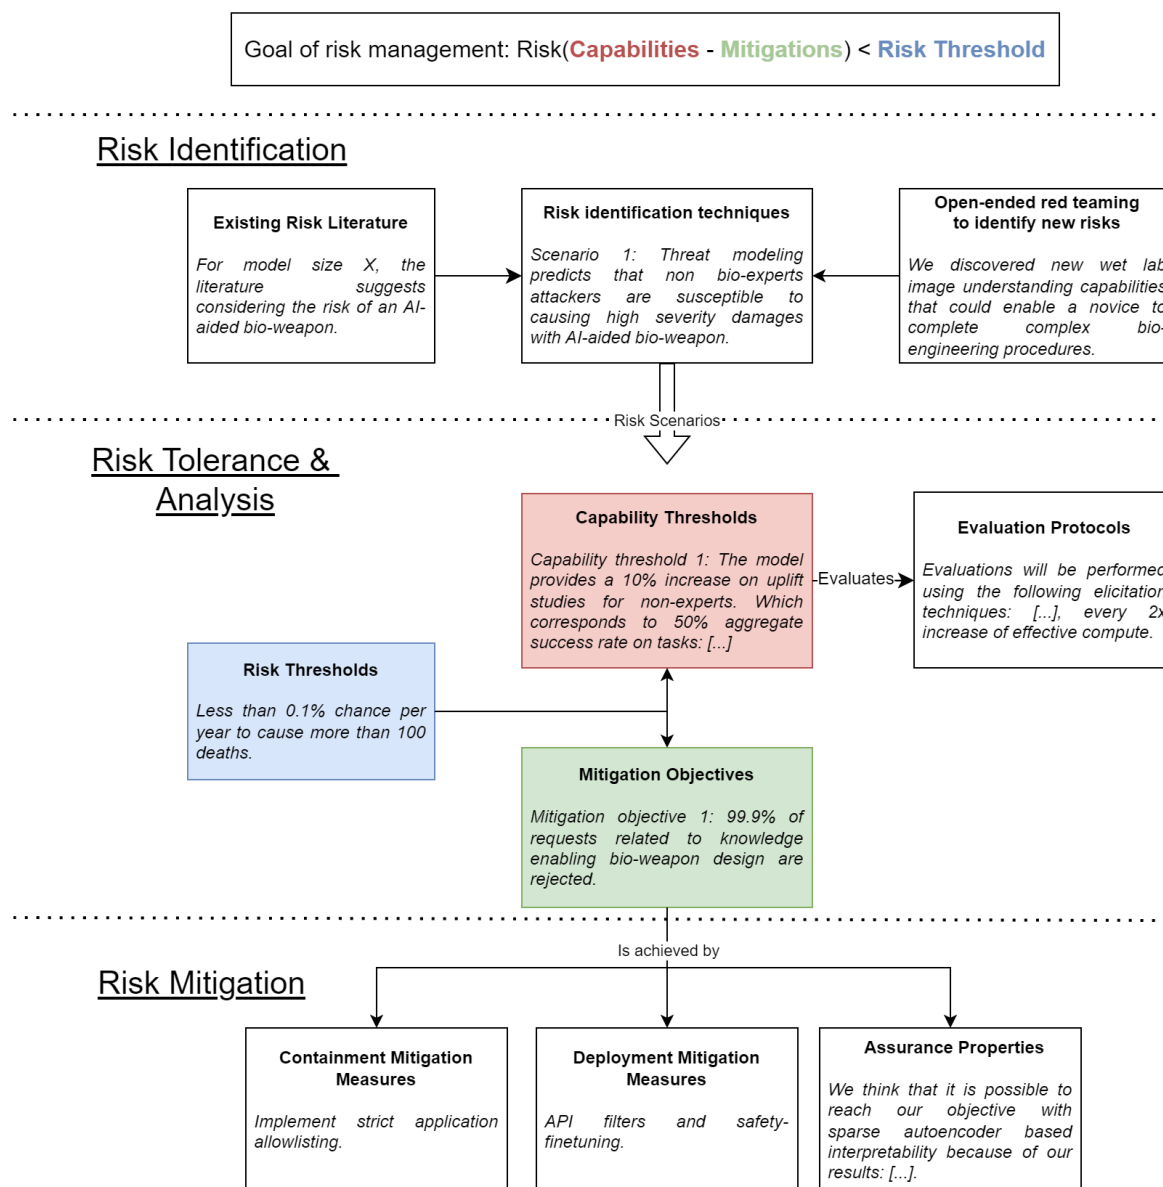 Goal of risk management: Risk(Capabilities - Mitigations) < Risk Threshold
Risk Identification
Existing Risk Literature
For model size X, the
literature suggests
considering the risk of an AI-
aided bio-weapon.
Risk identification techniques
Scenario 1: Threat modeling
predicts that non bio-experts
attackers are susceptible to
causing high severity damages
with AI-aided bio-weapon.
Open-ended red teaming
to identify new risks
We discovered new wet lab
image understanding capabilities
that could enable a novice to
complete complex bio-
engineering procedures.
Risk Scenarios
Risk Tolerance &
Analysis
Capability Thresholds
Capability threshold 1: The model
provides a 10% increase on uplift
studies for non-experts. Which
corresponds to 50% aggregate
success rate on tasks: [...]
Evaluates
Evaluation Protocols
Evaluations will be performed
using the following elicitation
techniques: [...], every 2x
increase of effective compute.
Risk Thresholds
Less than 0.1% chance per
year to cause more than 100
deaths.
Mitigation Objectives
Mitigation objective 1: 99.9% of
requests related to knowledge
enabling bio-weapon design are
rejected.
Is achieved by
Risk Mitigation
Containment Mitigation
Measures
Implement strict application
allowlisting.
Deployment Mitigation
Measures
API filters and safety-
finetuning.
Assurance Properties
We think that it is possible to
reach our objective with
sparse autoencoder based
interpretability because of our
results: [...].